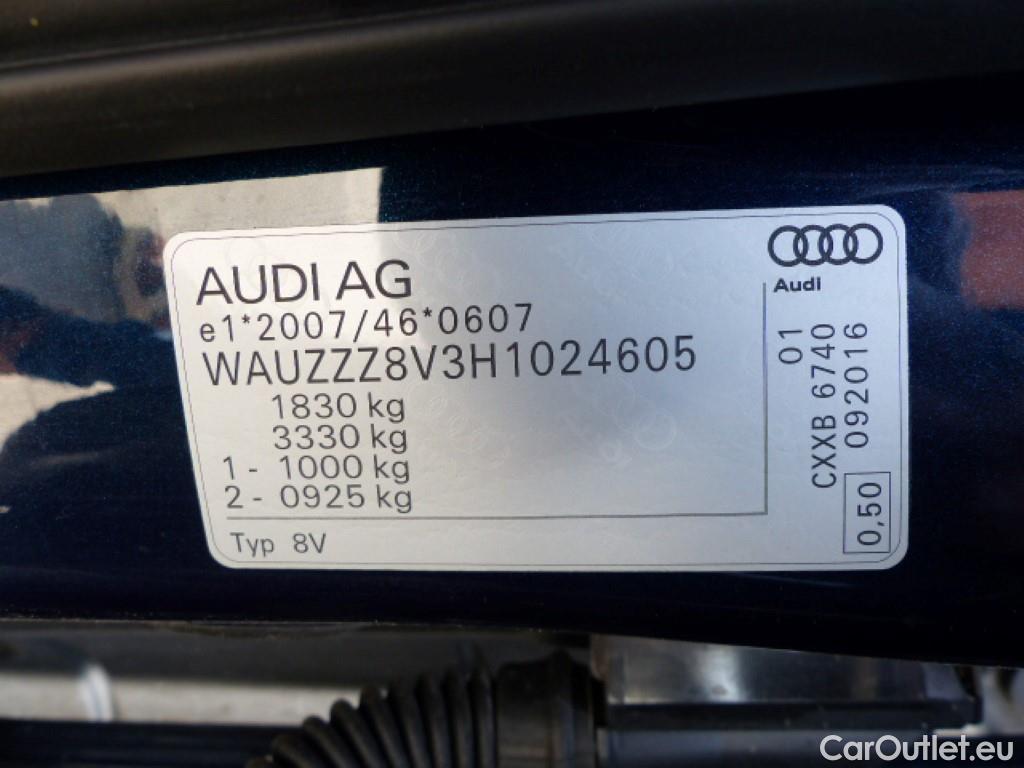 AUDI AG
e1*2007/46*0607
WAUZZZ8V3H1024605
1830 kg
3330 kg
1 - 1000 kg
2 - 0925 kg
Typ 8V
Audi
01
CXXB 6740
092016
0,50
CarOutlet.eu